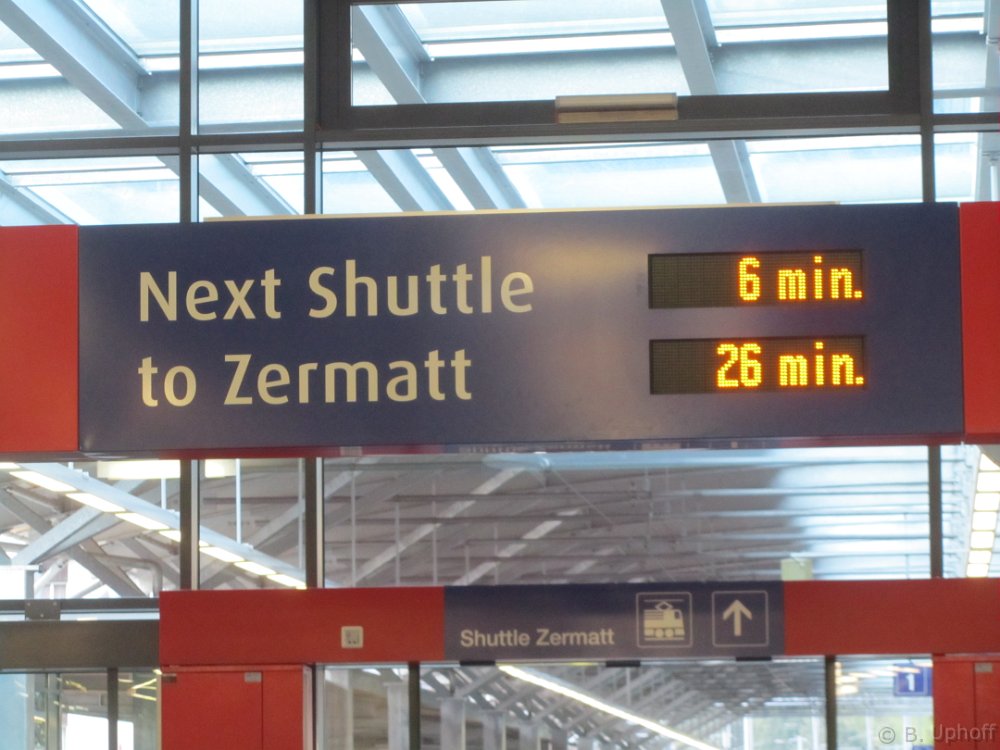 Next Shuttle
to Zermatt
6 min.
26 min.
Shuttle Zermatt
1
© B. Uphoff